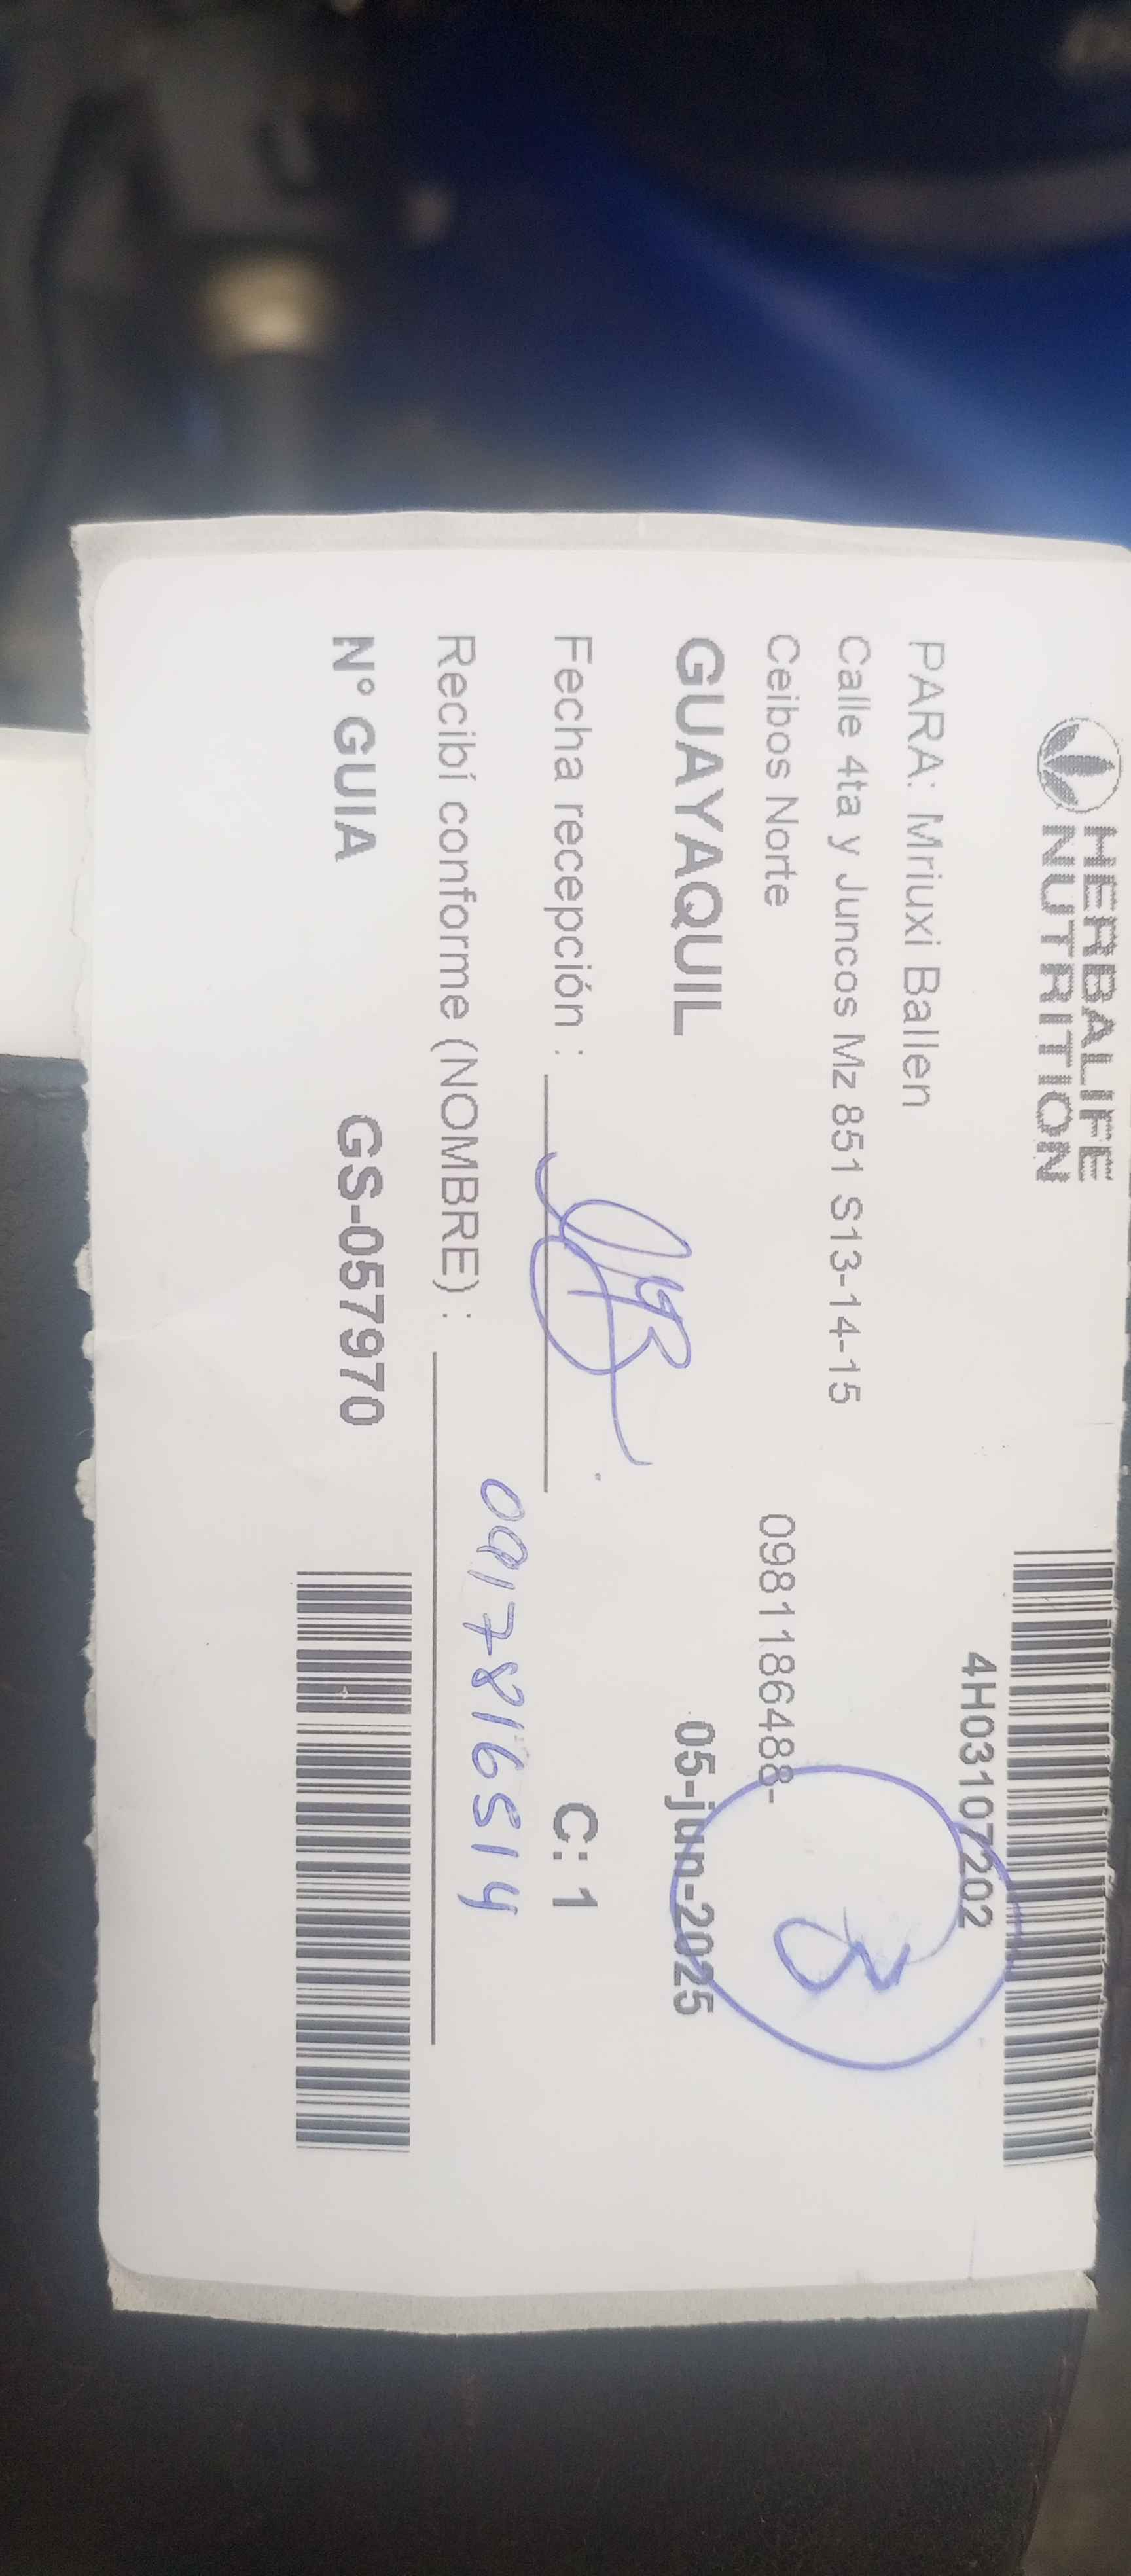 HERBALIFE
NUTRITION
4H03107202
PARA: Mriuxi Ballen
Calle 4ta y Juncos Mz 851 S13-14-15
Ceibos Norte
0981186488-
GUAYAQUIL
05-jun-2025
Fecha recepción :
C: 1
Recibí conforme (NOMBRE) :
0917816514
N° GUIA
GS-057970